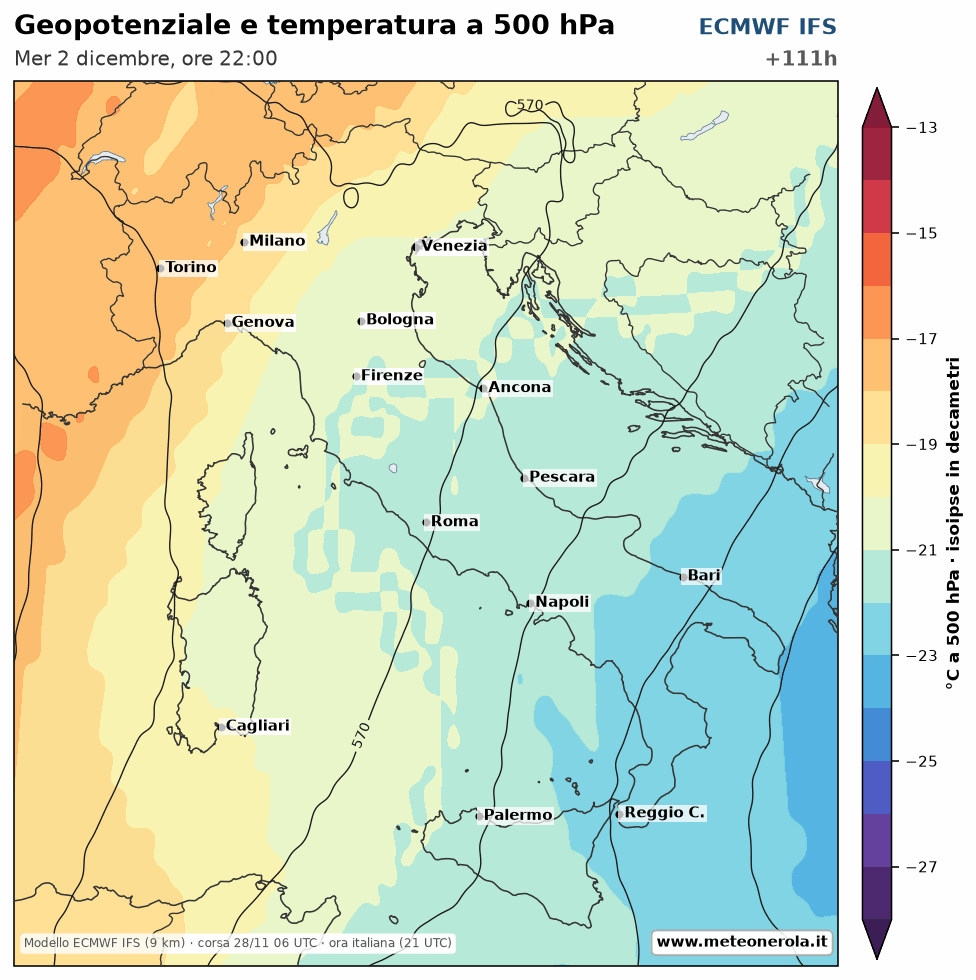 Geopotenziale e temperatura a 500 hPa
ECMWF IFS
Mer 2 dicembre, ore 22:00
+111h
570
Milano
Venezia
Torino
Genova
Bologna
Firenze
Ancona
Pescara
Roma
Bari
Napoli
Cagliari
570
Palermo
Reggio C.
Modello ECMWF IFS (9 km) · corsa 28/11 06 UTC · ora italiana (21 UTC)
www.meteonerola.it
−13
−15
−17
−19
−21
−23
−25
−27
°C a 500 hPa · isoipse in decametri